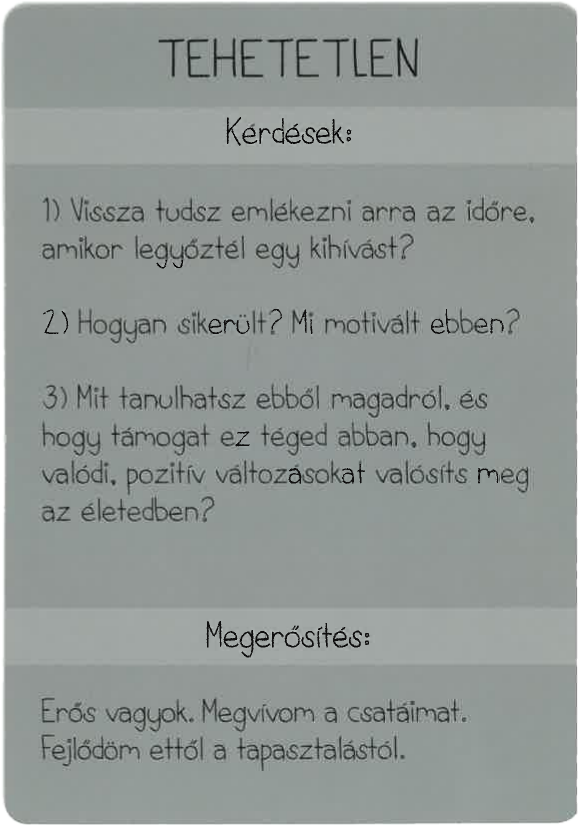 TEHETETLEN
Kérdések:
1) Vissza tudsz emlékezni arra az időre,
amikor legyőztél egy kihívást?
2) Hogyan sikerült? Mi motivált ebben?
3) Mit tanulhatsz ebből magadról, és
hogy támogat ez téged abban, hogy
valódi, pozitív változásokat valósíts meg
az életedben?
Megerősítés:
Erős vagyok. Megvívom a csatáimat.
Fejlődöm ettől a tapasztalástól.